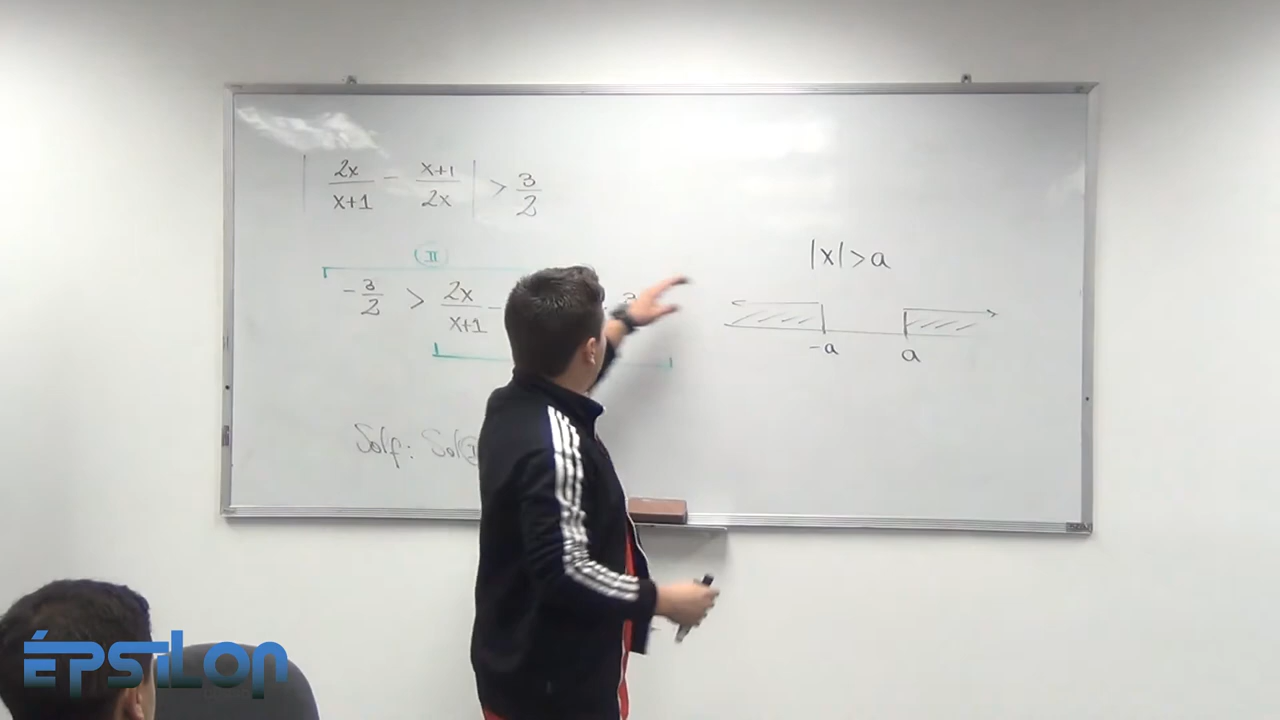 | 2x/x+1 - x+1/2x | > 3/2
II
-3/2 > 2x/x+1 -
|x| > a
-a a
Solf: Sol
ÉPSILON